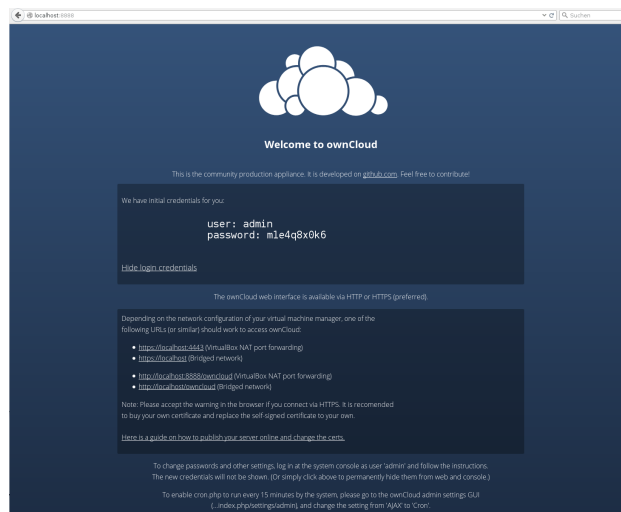 localhost:8888
Suchen
Welcome to ownCloud
This is the community production appliance. It is developed on github.com. Feel free to contribute!
We have initial credentials for you:
user: admin
password: mle4q8x0k6
Hide login credentials
The ownCloud web interface is available via HTTP or HTTPS (preferred).
Depending on the network configuration of your virtual machine manager, one of the
following URLs (or similar) should work to access ownCloud:
https://localhost:4443 (VirtualBox NAT port forwarding)
https://localhost (Bridged network)
http://localhost:8888/owncloud (VirtualBox NAT port forwarding)
http://localhost/owncloud (Bridged network)
Note: Please accept the warning in the browser if you connect via HTTPS. It is recomended
to buy your own certificate and replace the self-signed certificate to your own.
Here is a guide on how to publish your server online and change the certs.
To change passwords and other settings, log in at the system console as user 'admin' and follow the instructions.
The new credentials will not be shown. (Or simply click above to permanently hide them from web and console.)
To enable cron.php to run every 15 minutes by the system, please go to the ownCloud admin settings GUI
(...index.php/settings/admin), and change the setting from 'AJAX' to 'Cron'.